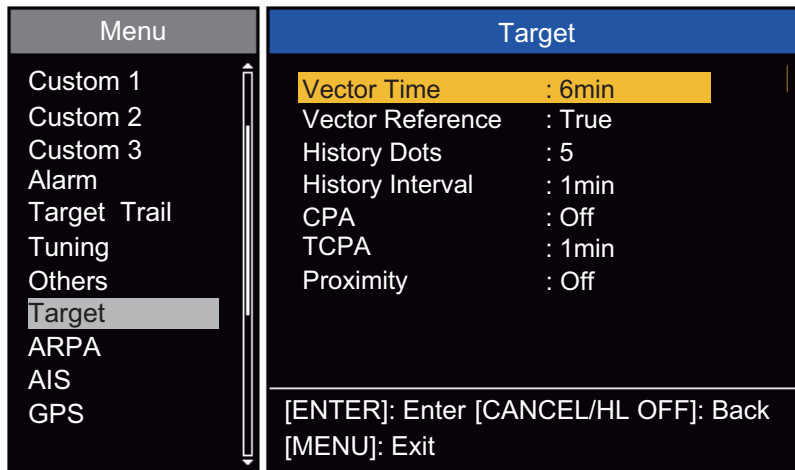 Menu
Custom 1
Custom 2
Custom 3
Alarm
Target Trail
Tuning
Others
Target
ARPA
AIS
GPS
Target
Vector Time : 6min
Vector Reference : True
History Dots : 5
History Interval : 1min
CPA : Off
TCPA : 1min
Proximity : Off
[ENTER]: Enter [CANCEL/HL OFF]: Back
[MENU]: Exit